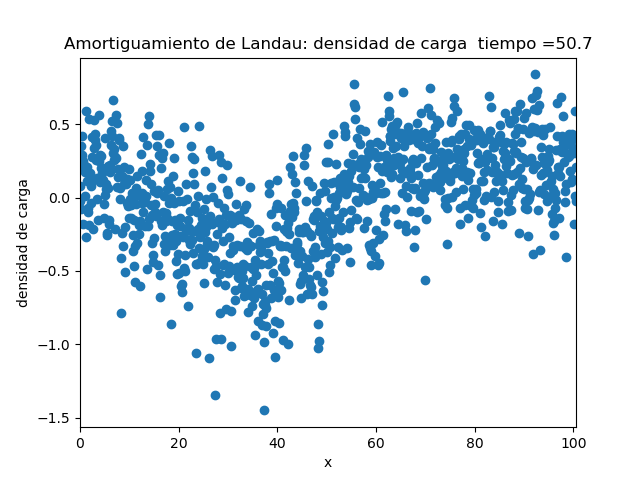 Amortiguamiento de Landau: densidad de carga  tiempo =50.7
densidad de carga
0.5
0.0
−0.5
−1.0
−1.5
0 20 40 60 80 100
x